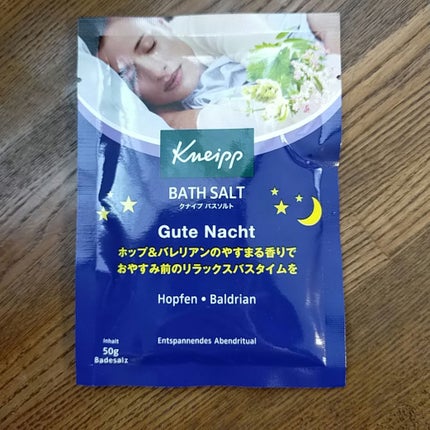 Kneipp
BATH SALT
クナイプ バスソルト
Gute Nacht
ホップ&バレリアンのやすまる香りで
おやすみ前のリラックスバスタイムを
Hopfen • Baldrian
Inhalt
50g
Badesalz
Entspannendes Abendritual